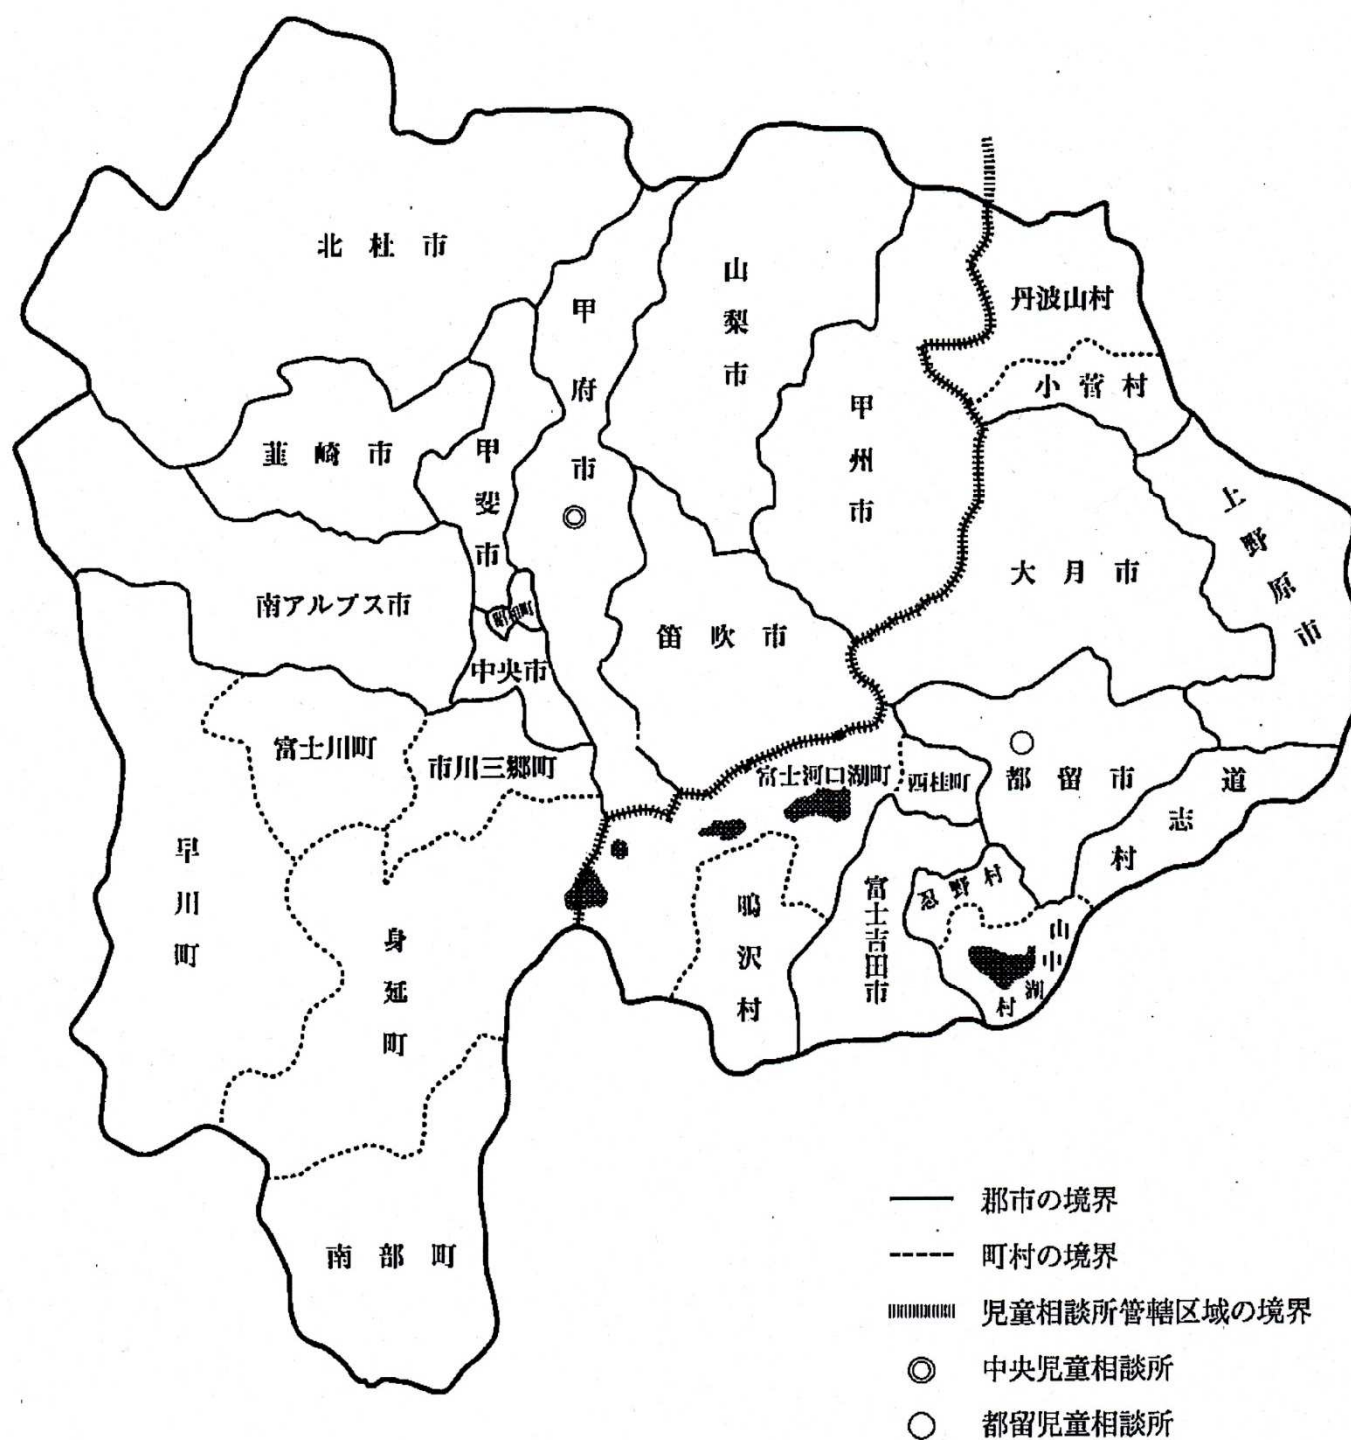 北杜市
山梨市
甲府市
丹波山村
小菅村
甲州市
韮崎市
甲斐市
上野原市
大月市
南アルプス市
昭和町
笛吹市
中央市
富士川町
市川三郷町
富士河口湖町
西桂町
都留市
道志村
早川町
身延町
鳴沢村
富士吉田市
忍野村
山中湖村
南部町
郡市の境界
町村の境界
児童相談所管轄区域の境界
中央児童相談所
都留児童相談所